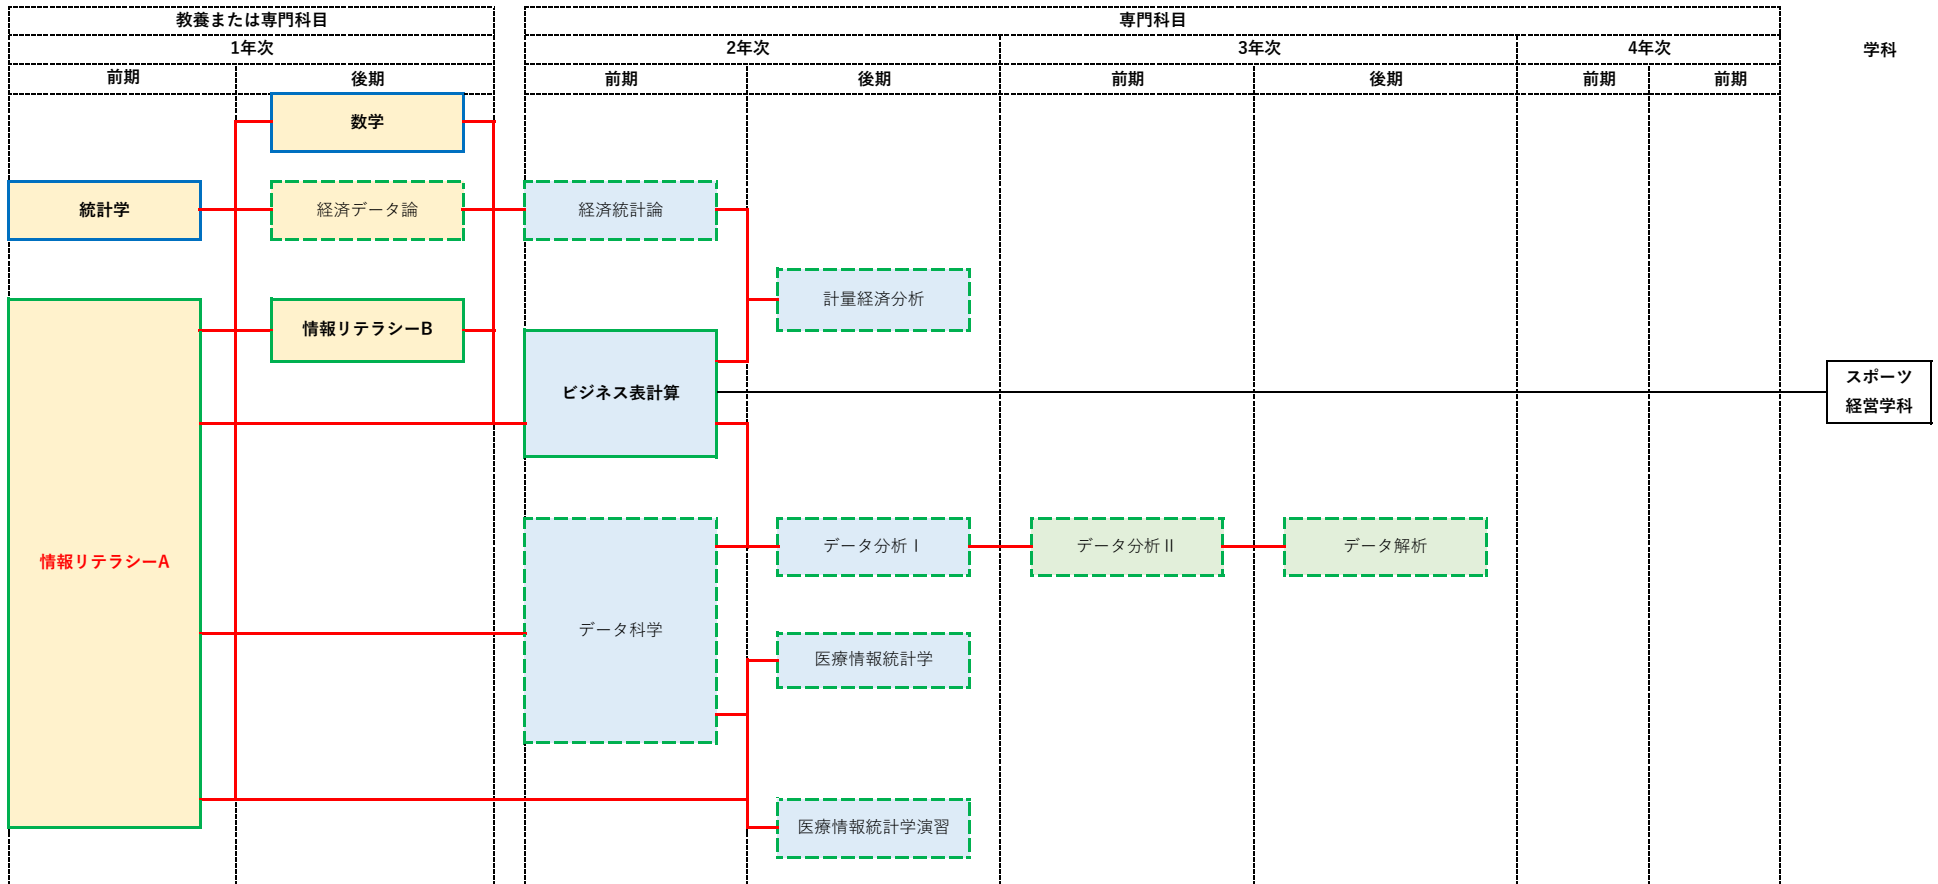 教養または専門科目
専門科目
1年次
2年次
3年次
4年次
学科
前期
後期
前期
後期
前期
後期
前期
前期
数学
統計学
経済データ論
経済統計論
計量経済分析
情報リテラシーB
ビジネス表計算
スポーツ
経営学科
情報リテラシーA
データ分析Ⅰ
データ分析Ⅱ
データ解析
データ科学
医療情報統計学
医療情報統計学演習